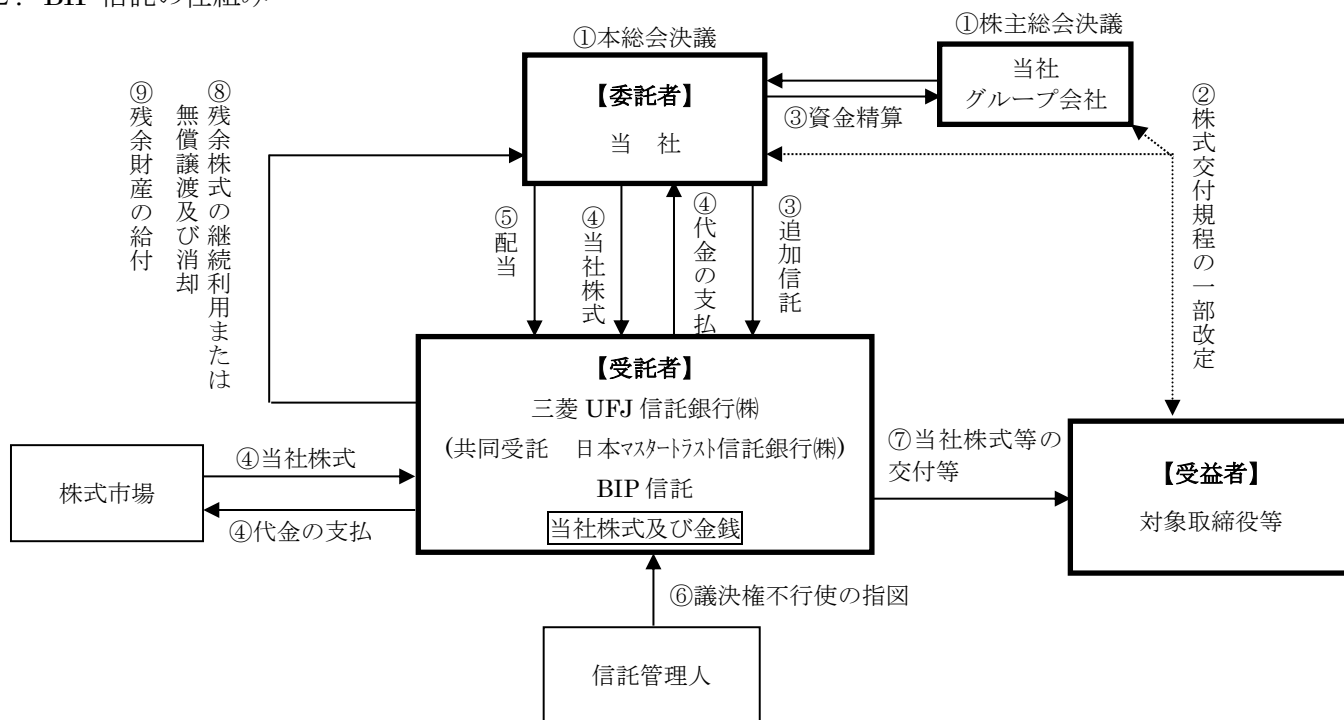 2. BIP 信託の仕組み
①本総会決議
①株主総会決議
【委託者】
当 社
当社
グループ会社
③資金精算
②株式交付規程の一部改定
⑨残余財産の給付
⑧残余株式の継続利用または
無償譲渡及び消却
⑤配当
④当社株式
④代金の支払
③追加信託
【受託者】
三菱 UFJ 信託銀行㈱
(共同受託 日本ﾏｽﾀｰﾄﾗｽﾄ信託銀行㈱)
BIP 信託
当社株式及び金銭
株式市場
④当社株式
④代金の支払
⑦当社株式等の
交付等
【受益者】
対象取締役等
⑥議決権不行使の指図
信託管理人